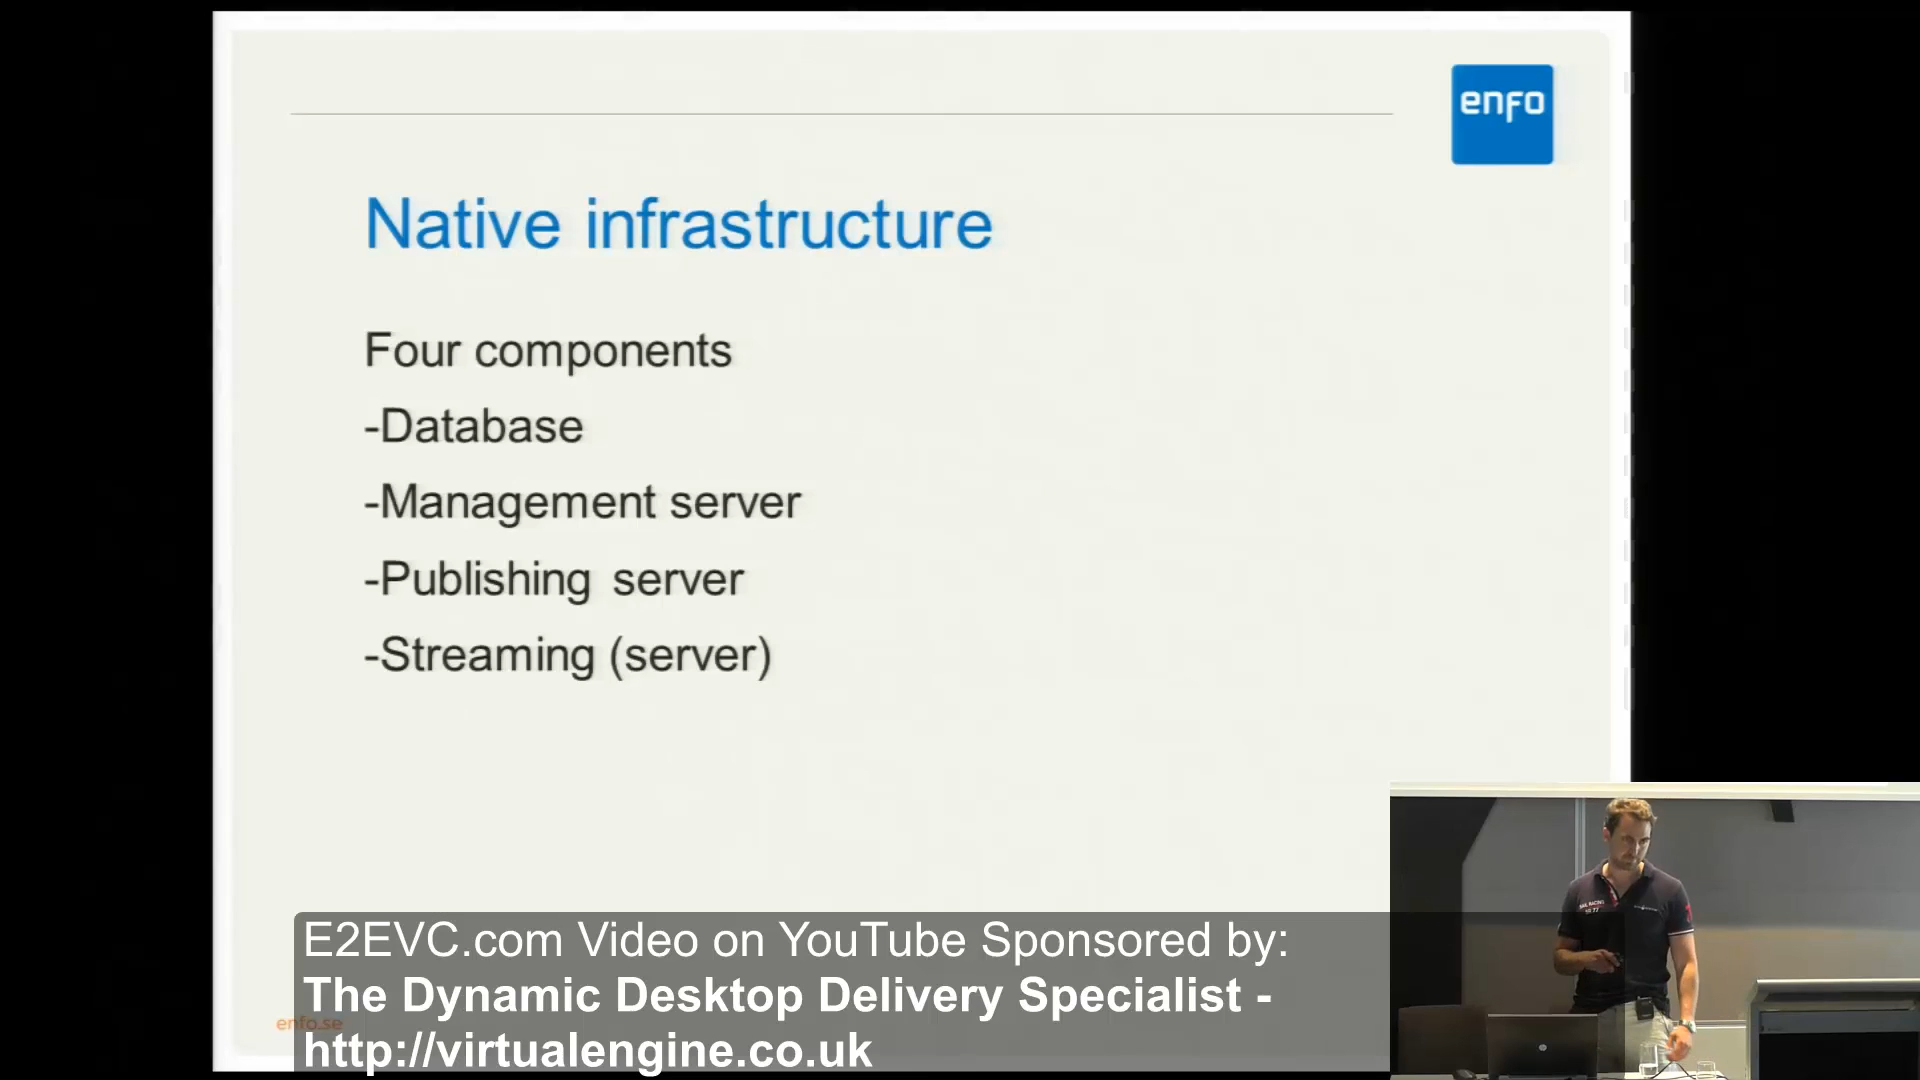 enfo
Native infrastructure
Four components
-Database
-Management server
-Publishing server
-Streaming (server)
E2EVC.com Video on YouTube Sponsored by:
The Dynamic Desktop Delivery Specialist -
enfo.se
http://virtualengine.co.uk